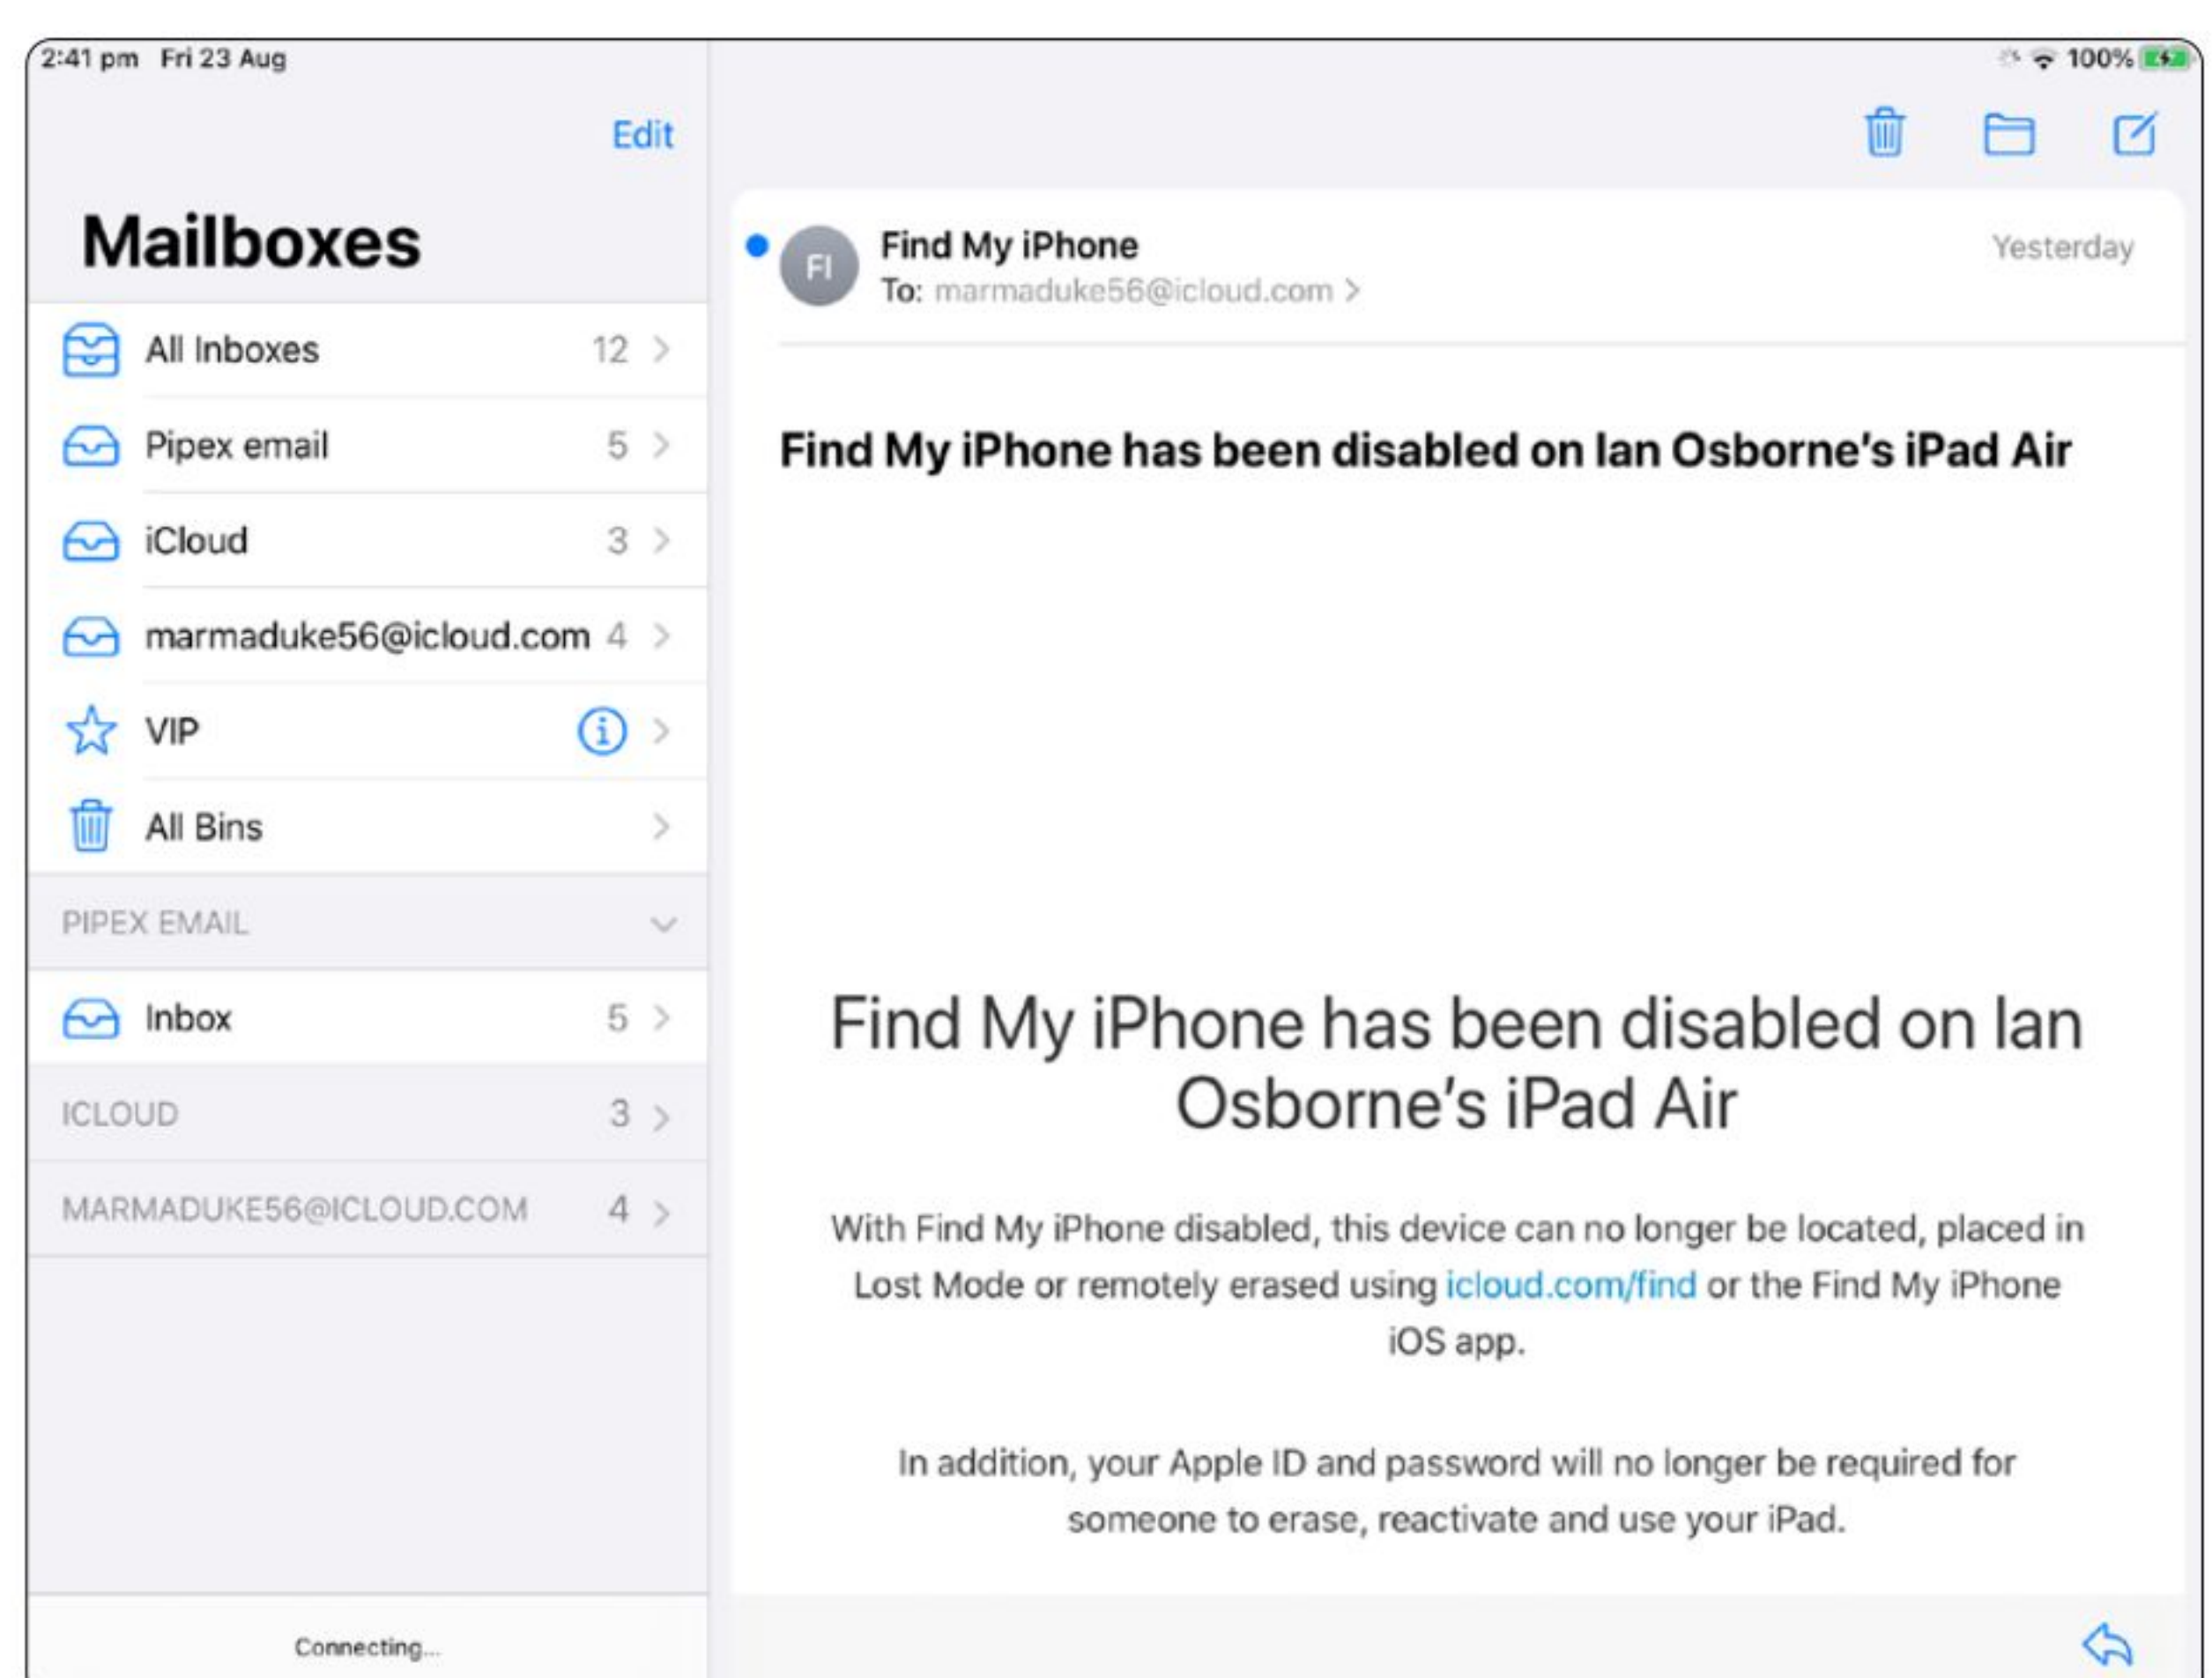 2:41 pm Fri 23 Aug
100%
Edit
Mailboxes
All Inboxes 12
Pipex email 5
iCloud 3
marmaduke56@icloud.com 4
VIP
All Bins
PIPEX EMAIL
Inbox 5
ICLOUD 3
MARMADUKE56@ICLOUD.COM 4
Connecting...
FI
Find My iPhone
Yesterday
To: marmaduke56@icloud.com
Find My iPhone has been disabled on Ian Osborne's iPad Air
Find My iPhone has been disabled on Ian
Osborne's iPad Air
With Find My iPhone disabled, this device can no longer be located, placed in
Lost Mode or remotely erased using icloud.com/find or the Find My iPhone
iOS app.
In addition, your Apple ID and password will no longer be required for
someone to erase, reactivate and use your iPad.